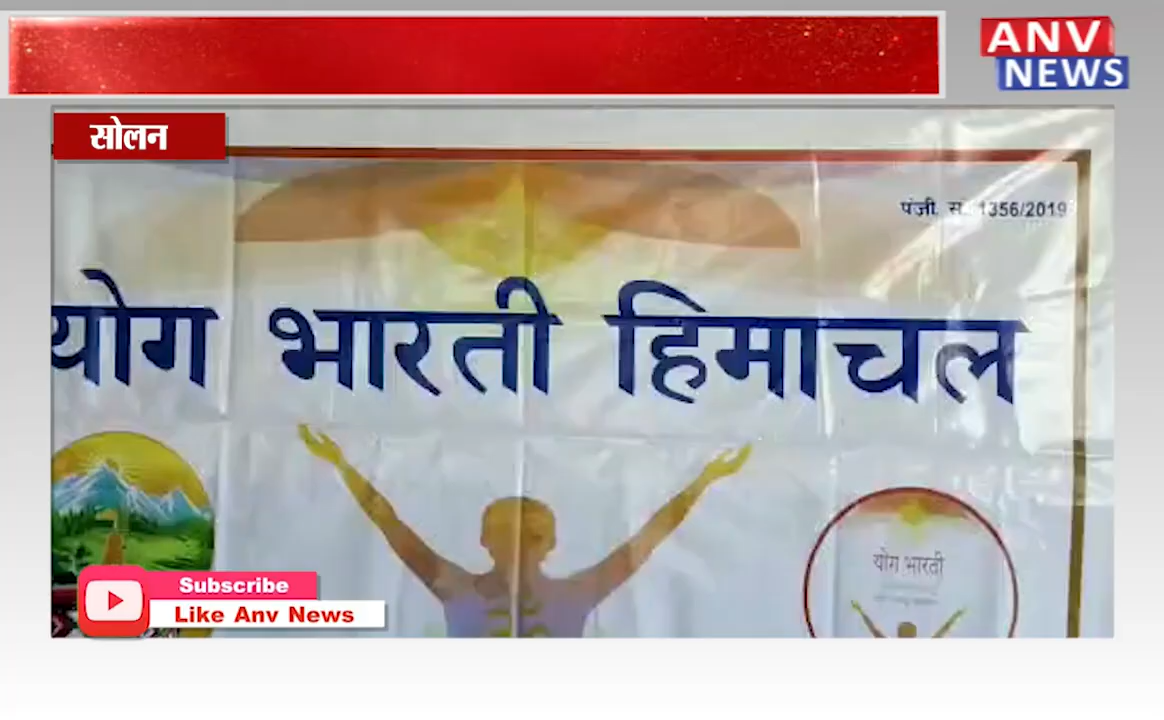 ANV
NEWS
सोलन
पंजी. सं. 1356/2019
योग भारती हिमाचल
योग भारती
Subscribe
Like Anv News